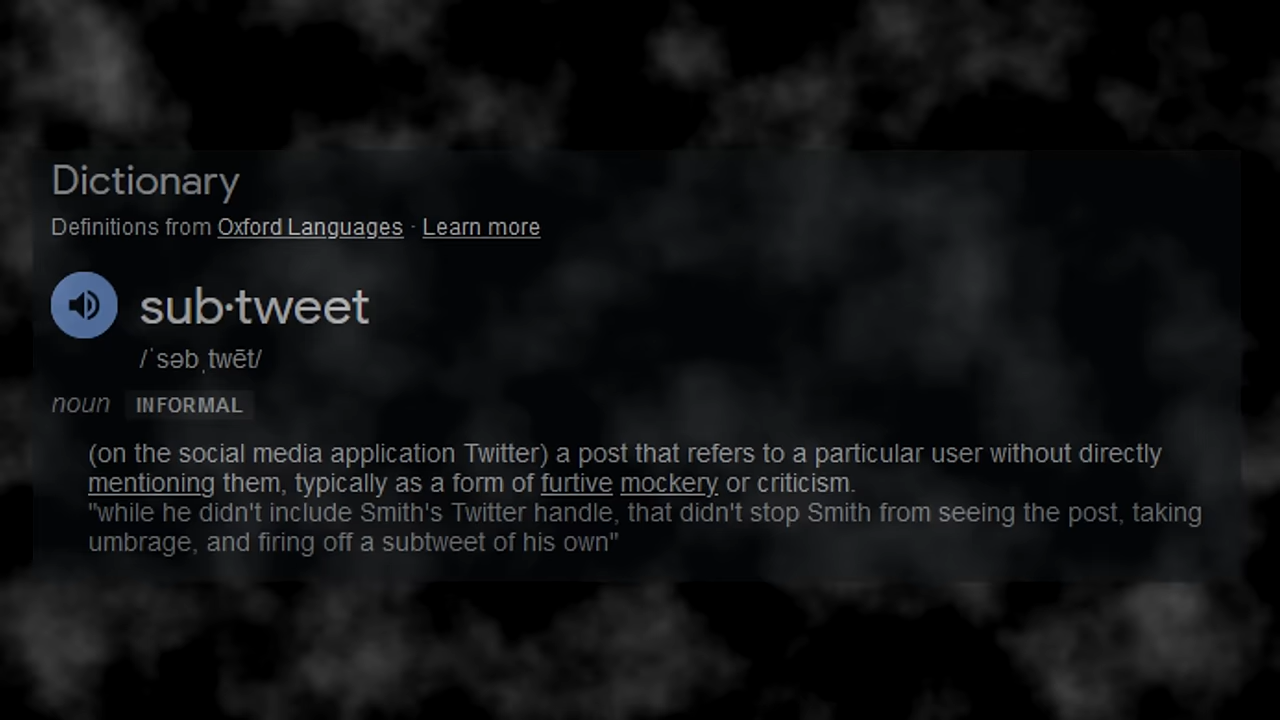 Dictionary
Definitions from Oxford Languages · Learn more
sub·tweet
/ˈsəbˌtwēt/
noun INFORMAL
(on the social media application Twitter) a post that refers to a particular user without directly
mentioning them, typically as a form of furtive mockery or criticism.
"while he didn't include Smith's Twitter handle, that didn't stop Smith from seeing the post, taking
umbrage, and firing off a subtweet of his own"